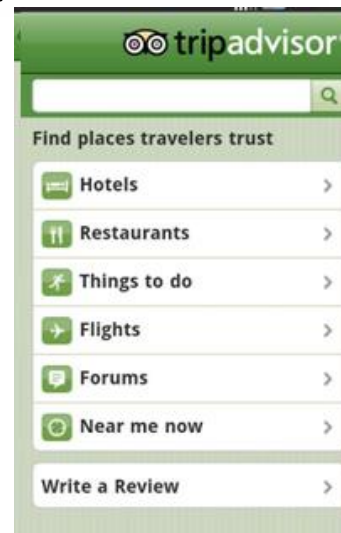 tripadvisor
Find places travelers trust
Hotels
Restaurants
Things to do
Flights
Forums
Near me now
Write a Review